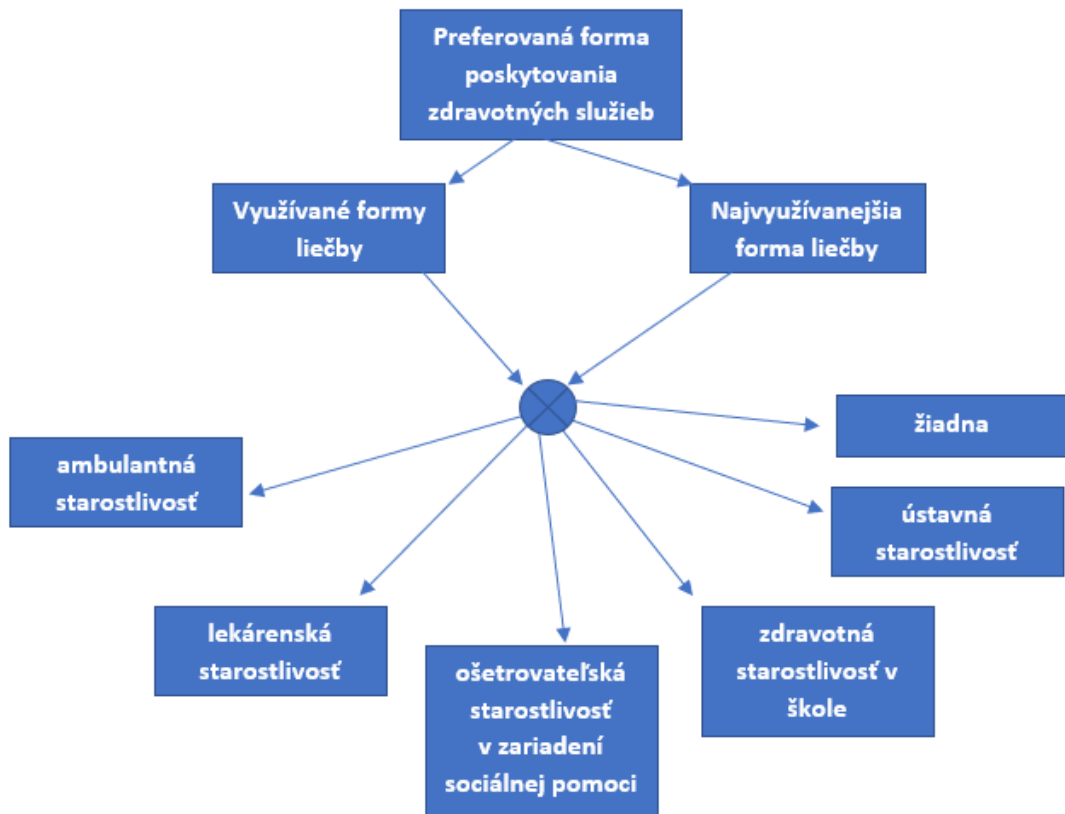 Preferovaná forma
poskytovania
zdravotných služieb
Využívané formy
liečby
Najvyužívanejšia
forma liečby
žiadna
ambulantná
starostlivosť
ústavná
starostlivosť
lekárenská
starostlivosť
zdravotná
starostlivosť v
škole
ošetrovateľská
starostlivosť
v zariadení
sociálnej pomoci